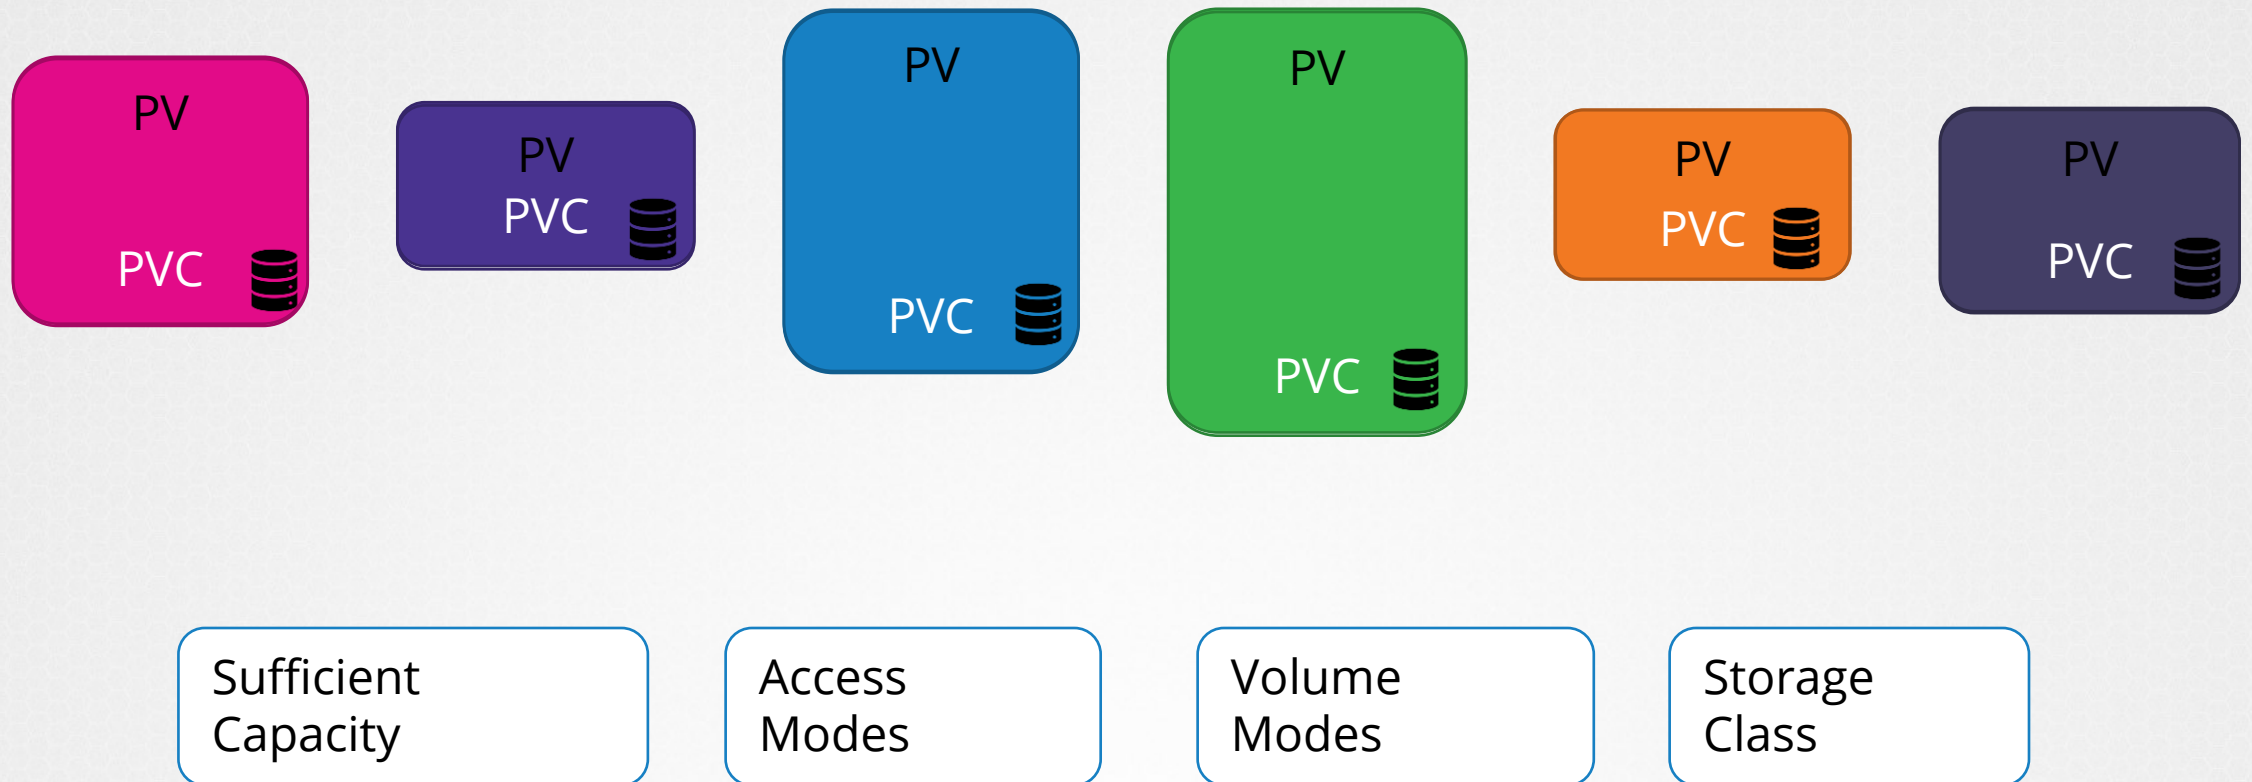 PV
PVC
PV
PVC
PV
PVC
PV
PVC
PV
PVC
PV
PVC
Sufficient
Capacity
Access
Modes
Volume
Modes
Storage
Class